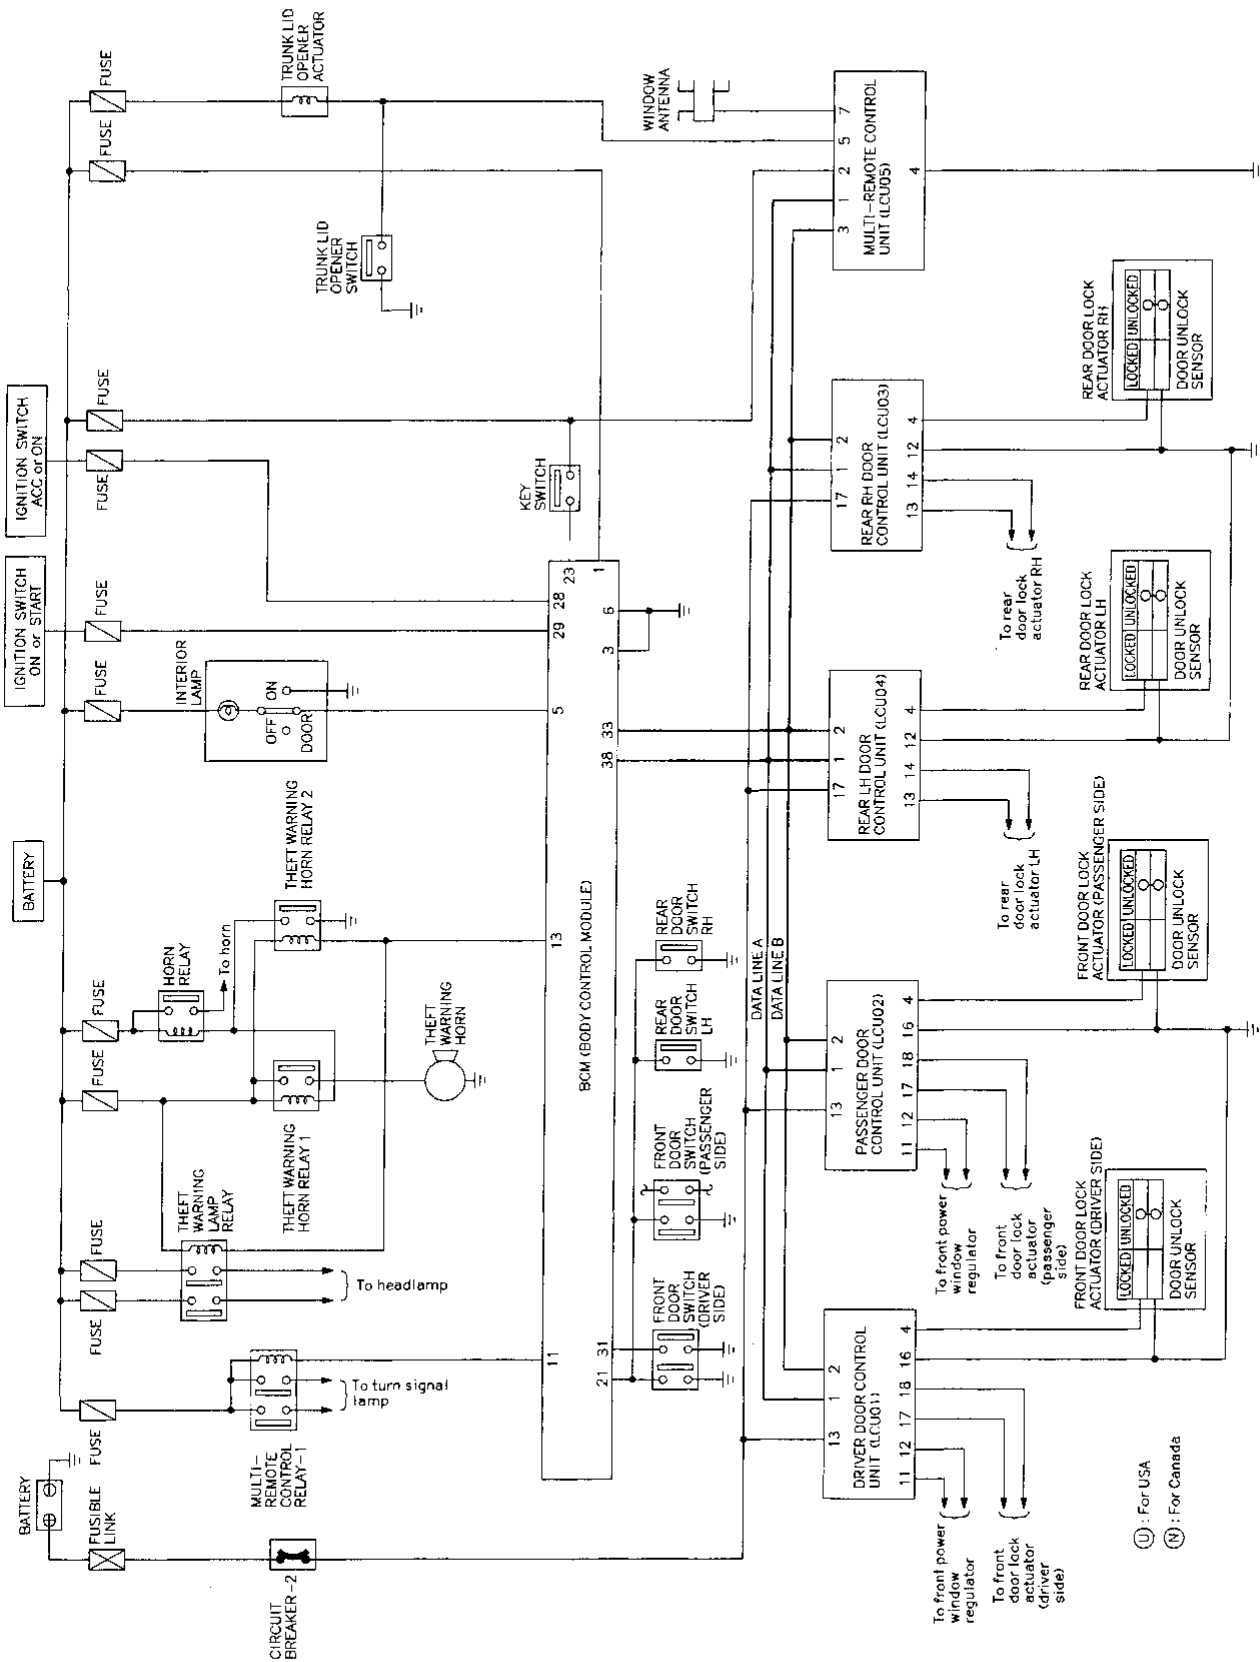 BATTERY
FUSIBLE
LINK
CIRCUIT
BREAKER-2
FUSE
MULTI-
REMOTE
CONTROL
RELAY-1
To turn signal
lamp
FUSE
FUSE
THEFT
WARNING
LAMP
RELAY
To headlamp
FUSE
THEFT WARNING
HORN RELAY 1
THEFT
WARNING
HORN
FUSE
HORN
RELAY
To horn
THEFT WARNING
HORN RELAY 2
BATTERY
FUSE
INTERIOR
LAMP
OFF
ON
DOOR
IGNITION SWITCH
ON or START
FUSE
IGNITION SWITCH
ACC or ON
FUSE
FUSE
KEY
SWITCH
FUSE
TRUNK LID
OPENER
SWITCH
FUSE
TRUNK LID
OPENER
ACTUATOR
WINDOW
ANTENNA
11
13
5
29
28
23
1
BCM (BODY CONTROL MODULE)
21
31
38
33
3
6
FRONT
DOOR
SWITCH
(DRIVER
SIDE)
FRONT
DOOR
SWITCH
(PASSENGER
SIDE)
REAR
DOOR
SWITCH
LH
REAR
DOOR
SWITCH
RH
DATA LINE A
DATA LINE B
13
1
2
DRIVER DOOR CONTROL
UNIT (LCU01)
11
12
17
18
16
4
To front power
window
regulator
To front
door lock
actuator
(driver
side)
FRONT DOOR LOCK
ACTUATOR (DRIVER SIDE)
LOCKED
UNLOCKED
DOOR UNLOCK
SENSOR
13
1
2
PASSENGER DOOR
CONTROL UNIT (LCU02)
11
12
17
18
16
4
To front power
window
regulator
To front
door lock
actuator
(passenger
side)
FRONT DOOR LOCK
ACTUATOR (PASSENGER SIDE)
LOCKED
UNLOCKED
DOOR UNLOCK
SENSOR
17
1
2
REAR LH DOOR
CONTROL UNIT (LCU04)
13
14
12
4
To rear
door lock
actuator LH
REAR DOOR LOCK
ACTUATOR LH
LOCKED
UNLOCKED
DOOR UNLOCK
SENSOR
17
1
2
REAR RH DOOR
CONTROL UNIT (LCU03)
13
14
12
4
To rear
door lock
actuator RH
REAR DOOR LOCK
ACTUATOR RH
LOCKED
UNLOCKED
DOOR UNLOCK
SENSOR
3
1
2
5
7
MULTI-REMOTE CONTROL
UNIT (LCU05)
4
Ⓤ : For USA
Ⓝ : For Canada